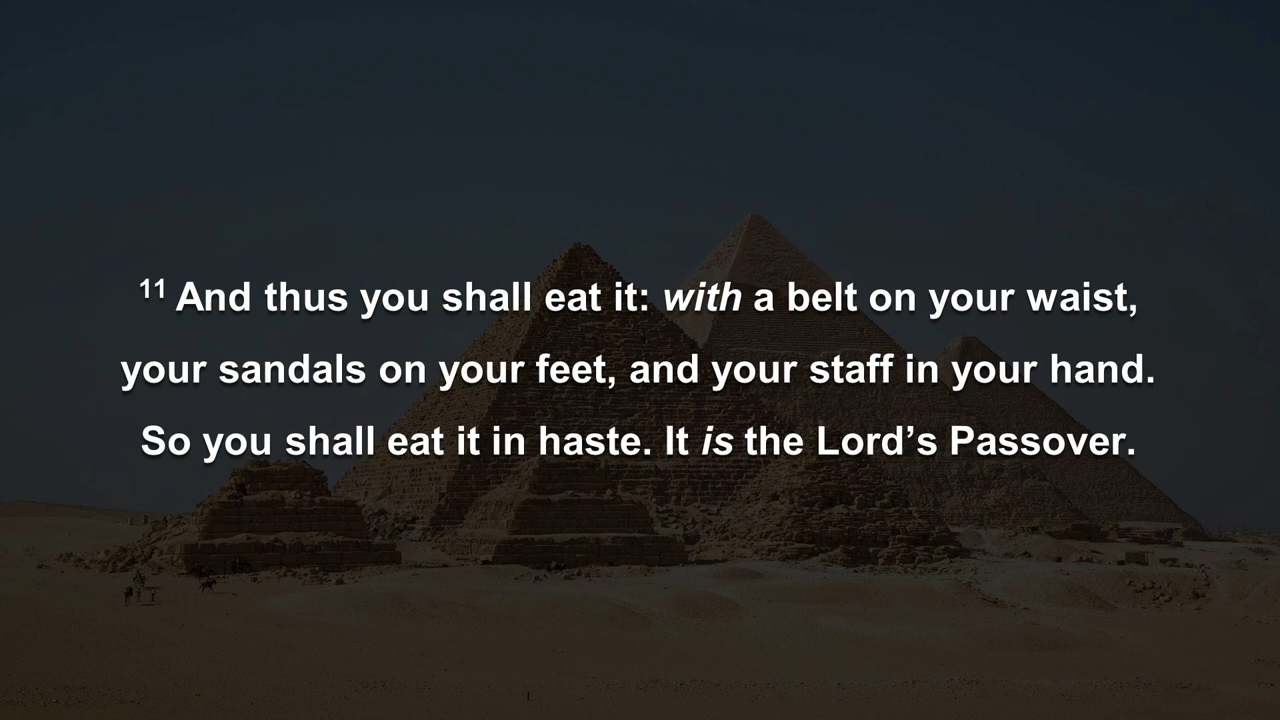 11 And thus you shall eat it: with a belt on your waist,
your sandals on your feet, and your staff in your hand.
So you shall eat it in haste. It is the Lord’s Passover.